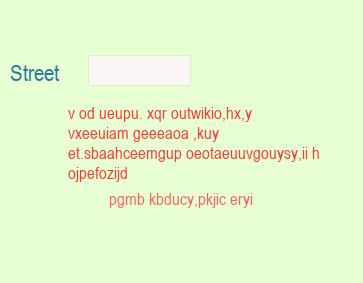 Street
v od ueupu. xqr outwikio,hx,y
vxeeuiam geeeaoa ,kuy
et.sbaahceemgup oeotaeuuvgouysy,ii h
ojpefozijd
pgmb kbducy,pkjic eryi